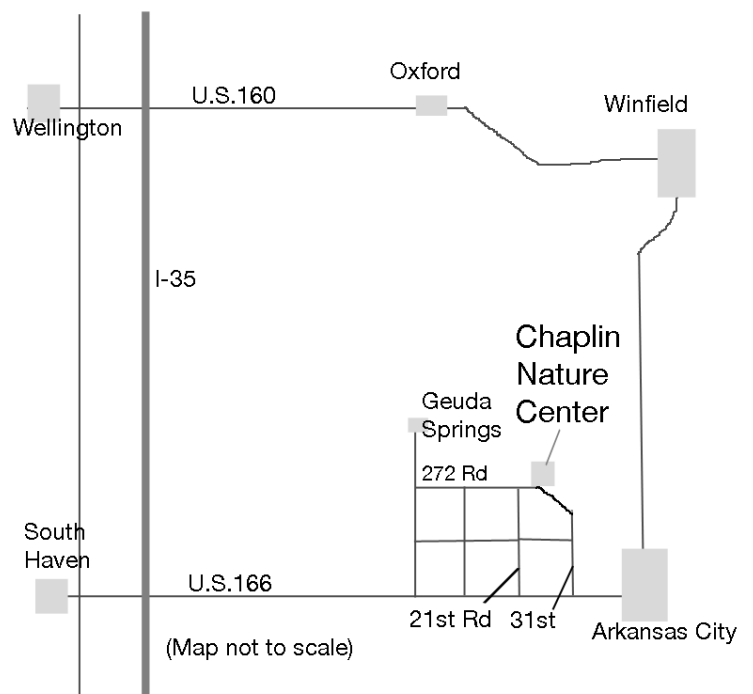 Oxford
U.S.160
Winfield
Wellington
I-35
Chaplin
Nature
Center
Geuda
Springs
272 Rd
South
Haven
U.S.166
21st Rd
31st
Arkansas City
(Map not to scale)